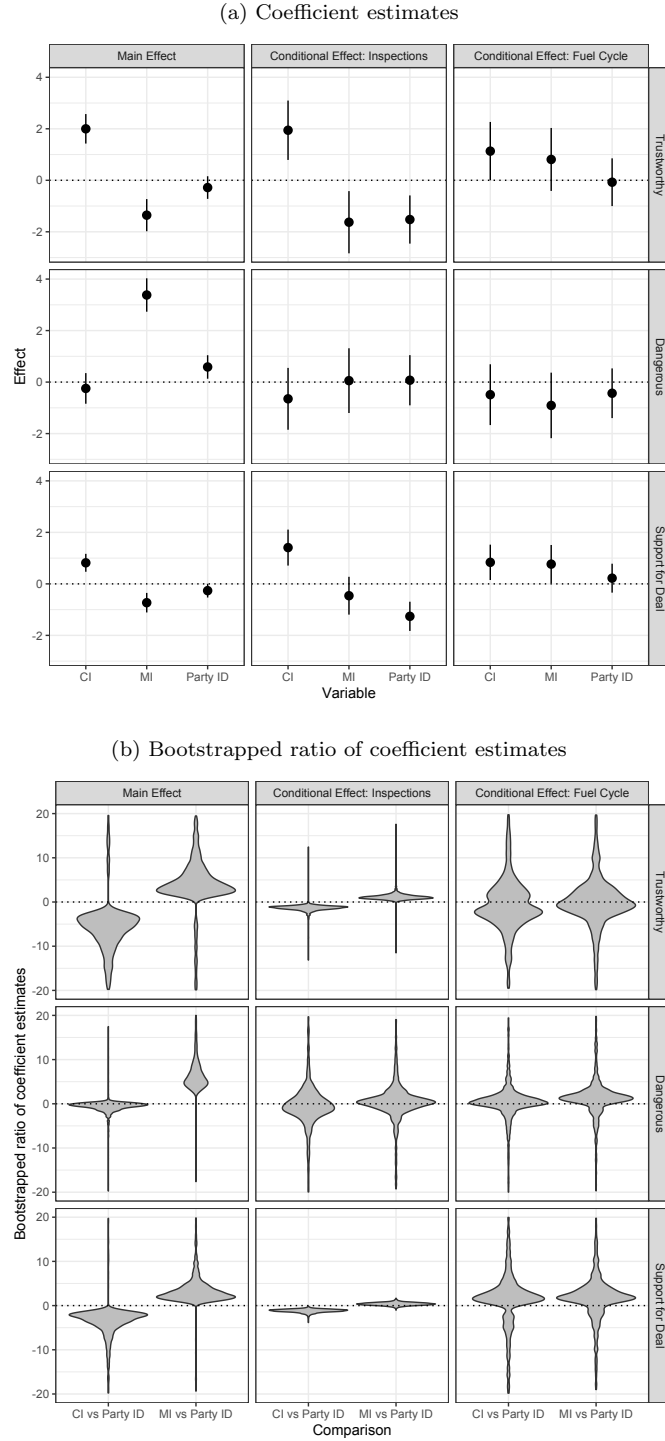 (a) Coefficient estimates
Main Effect
Conditional Effect: Inspections
Conditional Effect: Fuel Cycle
4
2
0
-2
Trustworthy
4
2
0
-2
Dangerous
4
2
0
-2
Support for Deal
Effect
CI
MI
Party ID
CI
MI
Party ID
CI
MI
Party ID
Variable
(b) Bootstrapped ratio of coefficient estimates
Main Effect
Conditional Effect: Inspections
Conditional Effect: Fuel Cycle
20
10
0
-10
-20
Trustworthy
20
10
0
-10
-20
Dangerous
20
10
0
-10
-20
Support for Deal
Bootstrapped ratio of coefficient estimates
CI vs Party ID
MI vs Party ID
CI vs Party ID
MI vs Party ID
CI vs Party ID
MI vs Party ID
Comparison